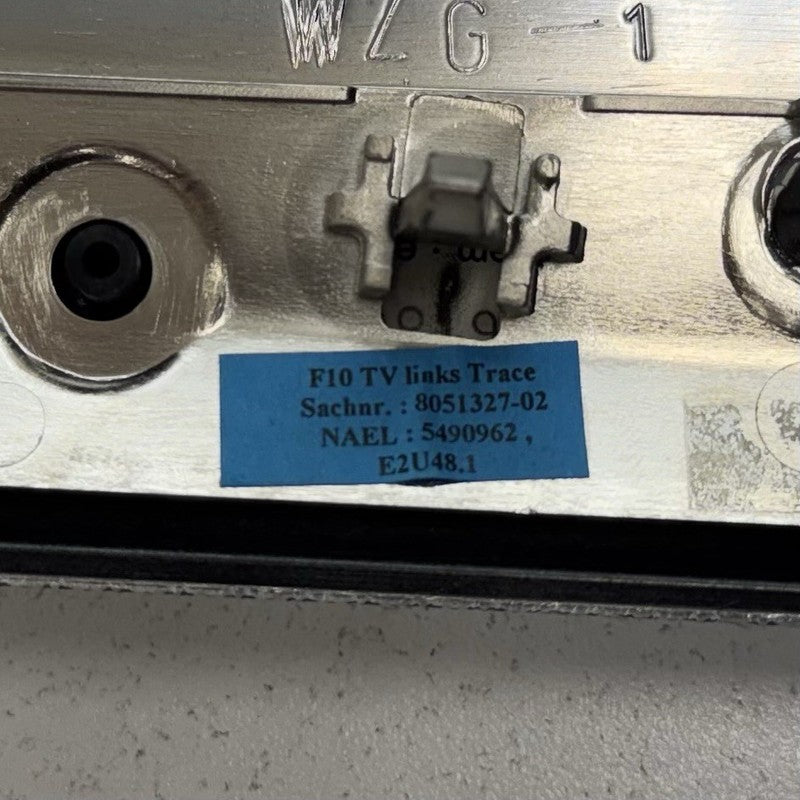 WZG-1
F10 TV links Trace
Sachnr. : 8051327-02
NAEL : 5490962 ,
E2U48.1